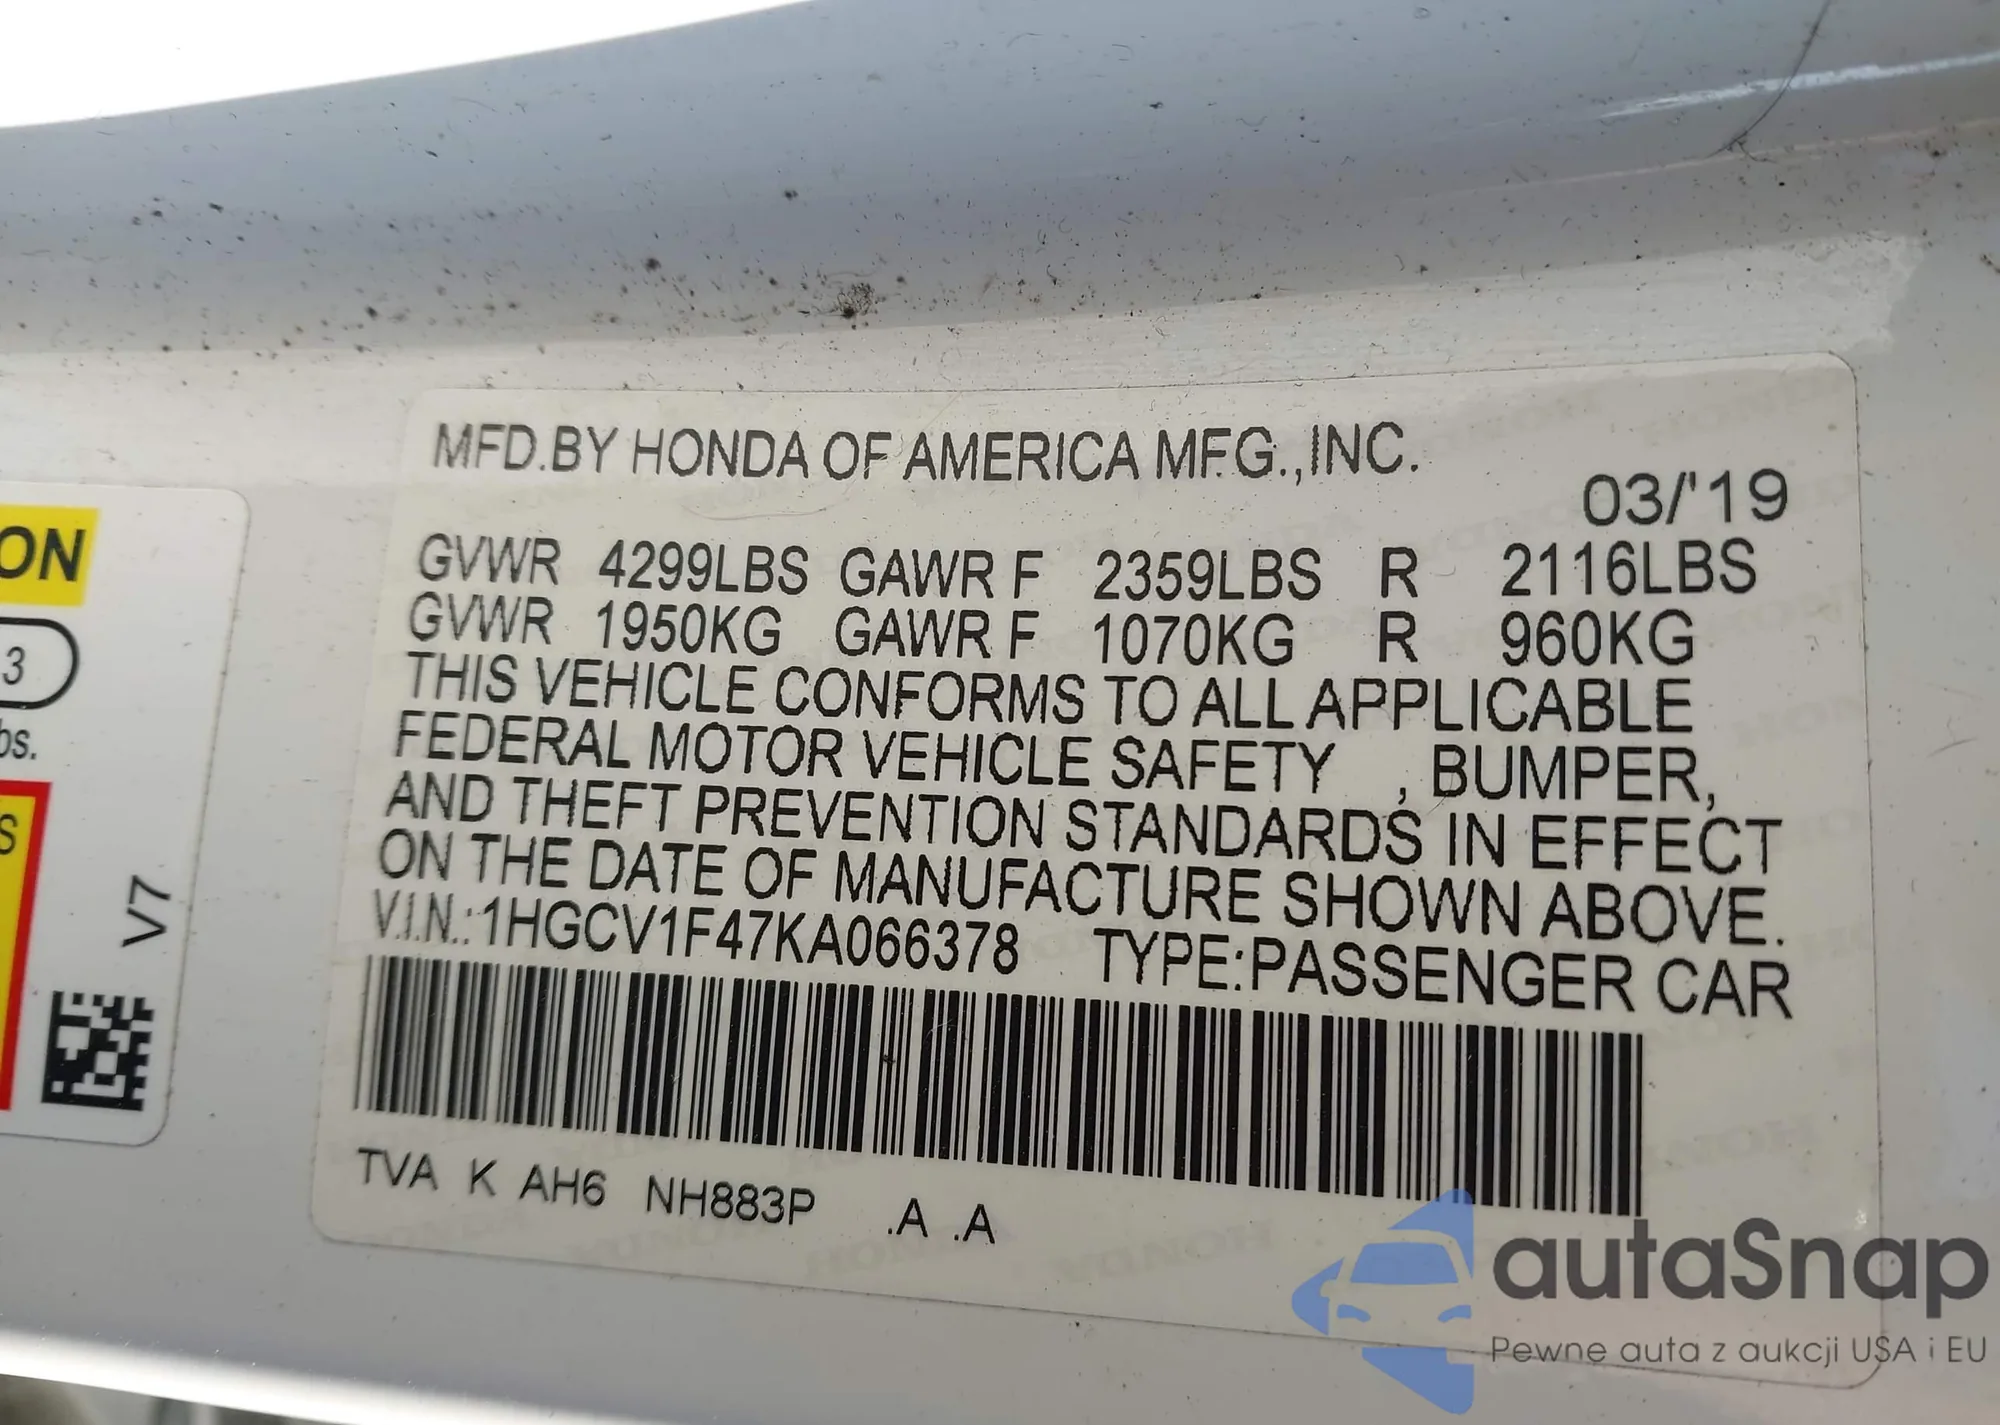 MFD.BY HONDA OF AMERICA MFG.,INC.
03/'19
GVWR 4299LBS GAWR F 2359LBS R 2116LBS
GVWR 1950KG GAWR F 1070KG R 960KG
THIS VEHICLE CONFORMS TO ALL APPLICABLE
FEDERAL MOTOR VEHICLE SAFETY , BUMPER,
AND THEFT PREVENTION STANDARDS IN EFFECT
ON THE DATE OF MANUFACTURE SHOWN ABOVE.
V.I.N.:1HGCV1F47KA066378 TYPE:PASSENGER CAR
TVA K AH6 NH883P .A .A
ON
3
bs.
S
V7
autaSnap
Pewne auta z aukcji USA i EU